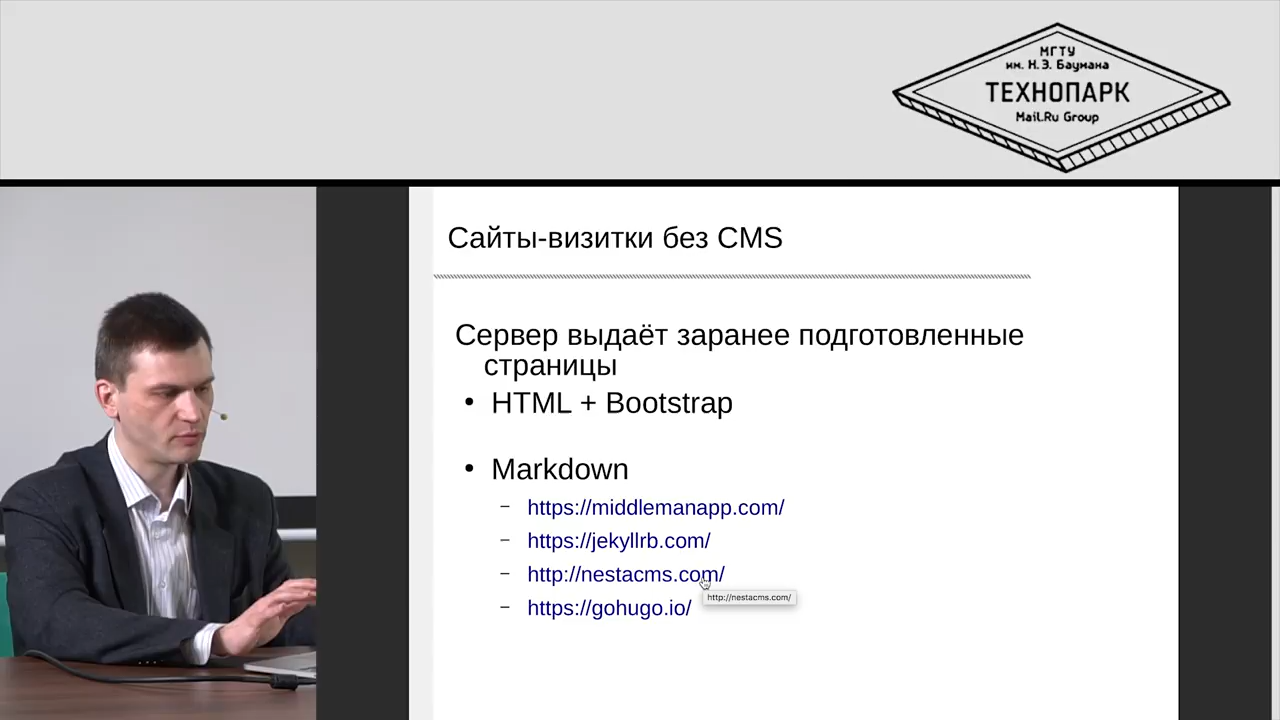 МГТУ
им. Н.Э. Баумана
ТЕХНОПАРК
Mail.Ru Group
Сайты-визитки без CMS
Сервер выдаёт заранее подготовленные
страницы
• HTML + Bootstrap
• Markdown
– https://middlemanapp.com/
– https://jekyllrb.com/
– http://nestacms.com/
http://nestacms.com/
– https://gohugo.io/